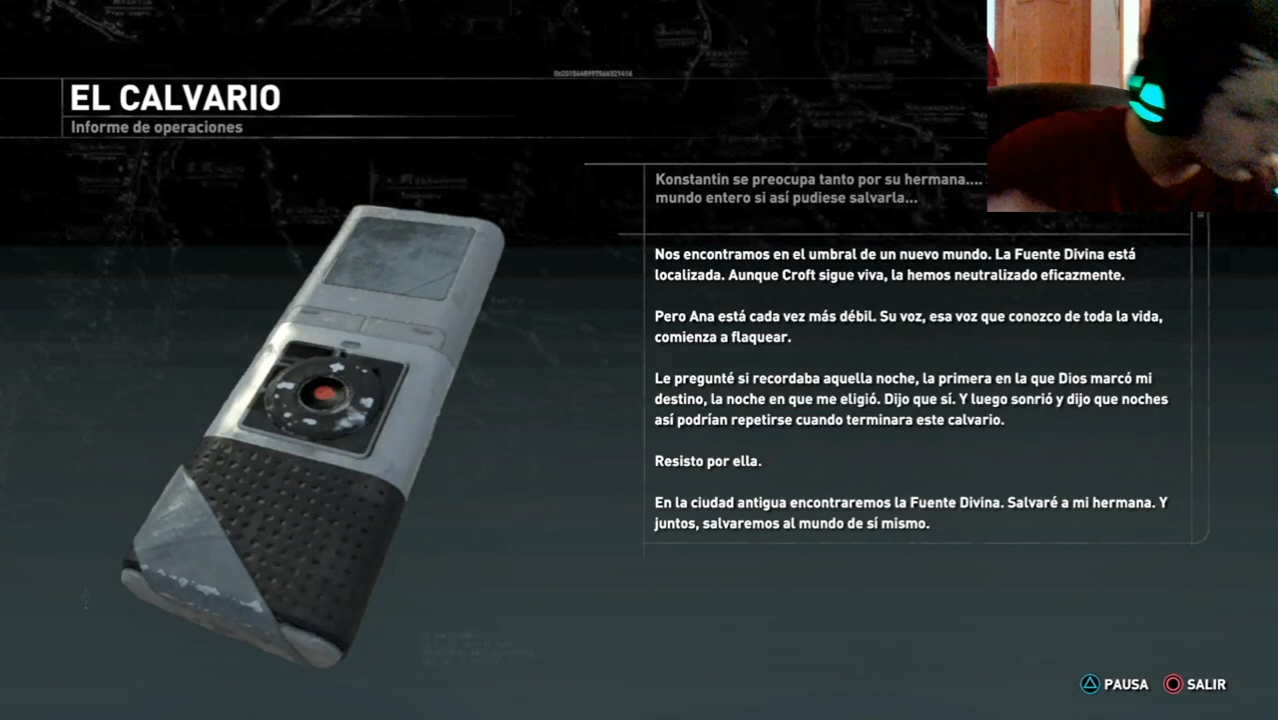 EL CALVARIO
Informe de operaciones
Konstantin se preocupa tanto por su hermana....
mundo entero si así pudiese salvarla...
Nos encontramos en el umbral de un nuevo mundo. La Fuente Divina está
localizada. Aunque Croft sigue viva, la hemos neutralizado eficazmente.
Pero Ana está cada vez más débil. Su voz, esa voz que conozco de toda la vida,
comienza a flaquear.
Le pregunté si recordaba aquella noche, la primera en la que Dios marcó mi
destino, la noche en que me eligió. Dijo que sí. Y luego sonrió y dijo que noches
así podrían repetirse cuando terminara este calvario.
Resisto por ella.
En la ciudad antigua encontraremos la Fuente Divina. Salvaré a mi hermana. Y
juntos, salvaremos al mundo de sí mismo.
PAUSA SALIR